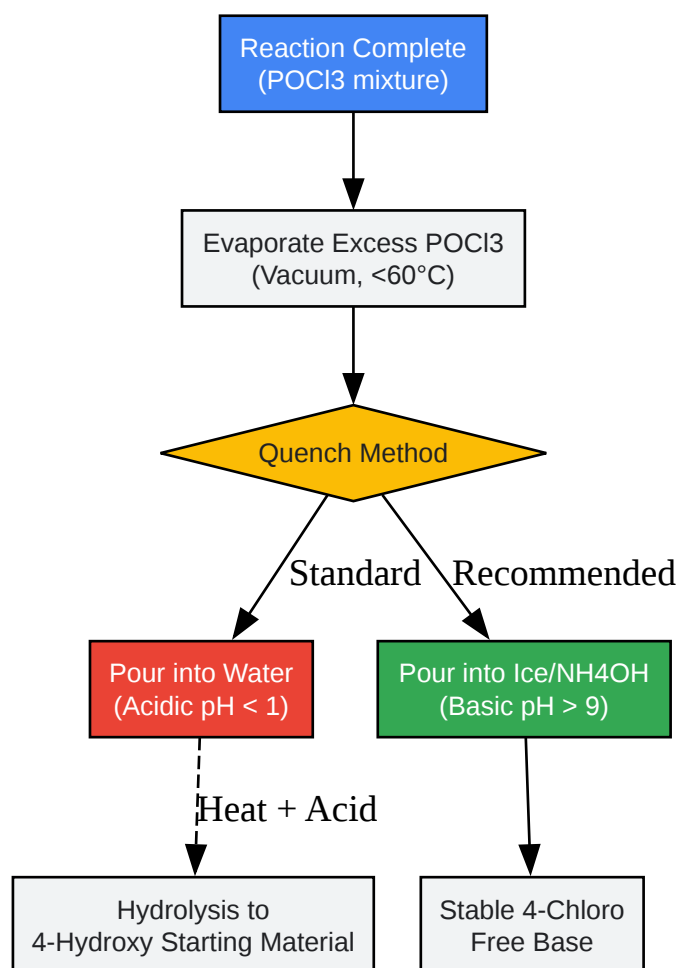 Reaction Complete
(POCl3 mixture)
Evaporate Excess POCl3
(Vacuum, <60°C)
Quench Method
Standard
Recommended
Pour into Water
(Acidic pH < 1)
Pour into Ice/NH4OH
(Basic pH > 9)
Heat + Acid
Hydrolysis to
4-Hydroxy Starting Material
Stable 4-Chloro
Free Base